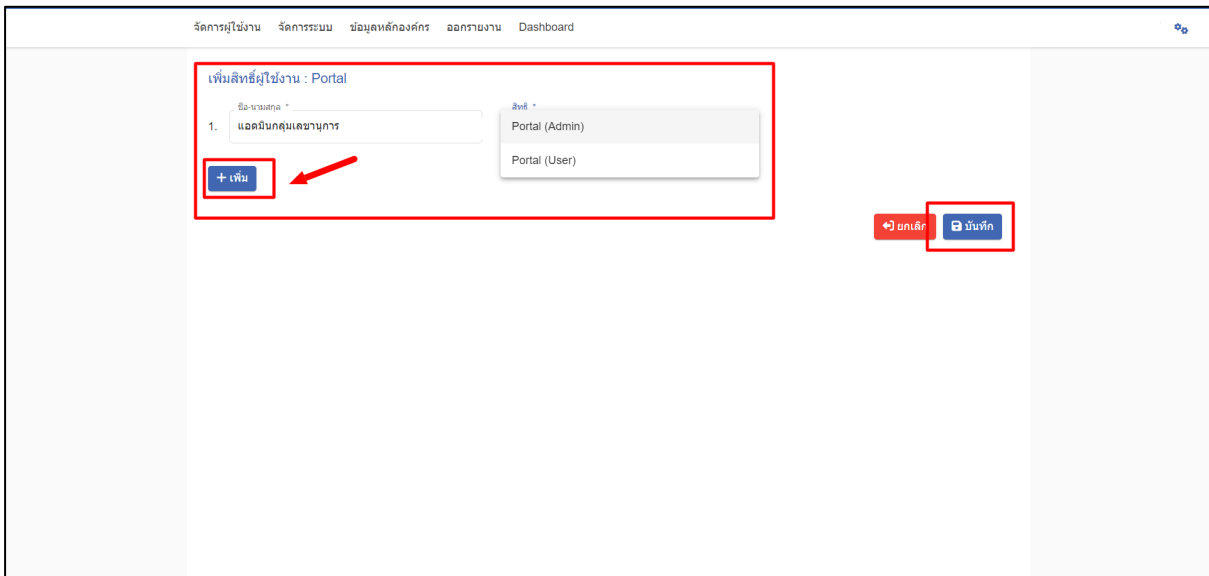 จัดการผู้ใช้งาน จัดการระบบ ข้อมูลหลักองค์กร ออกรายงาน Dashboard
เพิ่มสิทธิ์ผู้ใช้งาน : Portal
ชื่อ-นามสกุล * สิทธิ์ *
1. แอดมินกลุ่มเลขานุการ Portal (Admin)
Portal (User)
+ เพิ่ม
ยกเลิก บันทึก